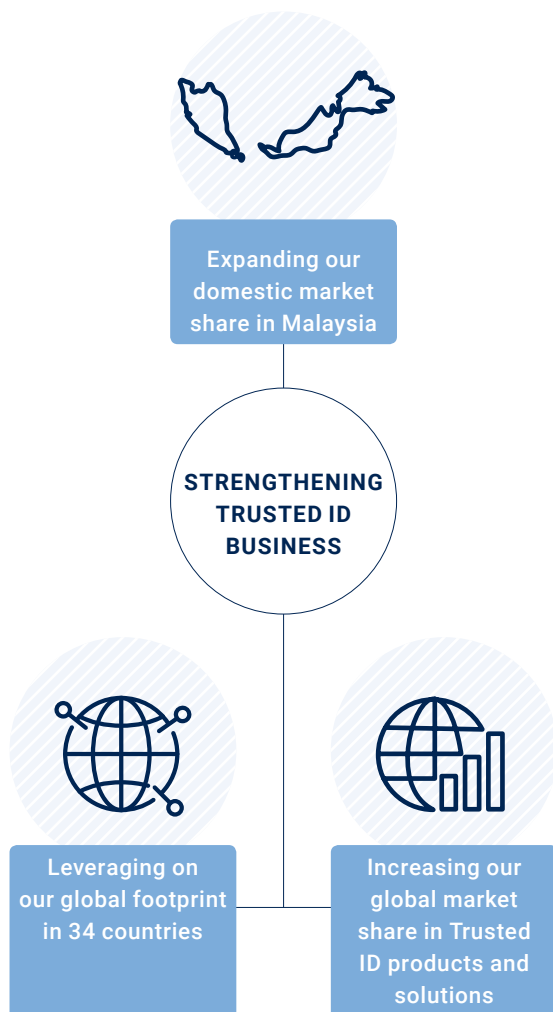 Expanding our
domestic market
share in Malaysia
STRENGTHENING
TRUSTED ID
BUSINESS
Leveraging on
our global footprint
in 34 countries
Increasing our
global market
share in Trusted
ID products and
solutions